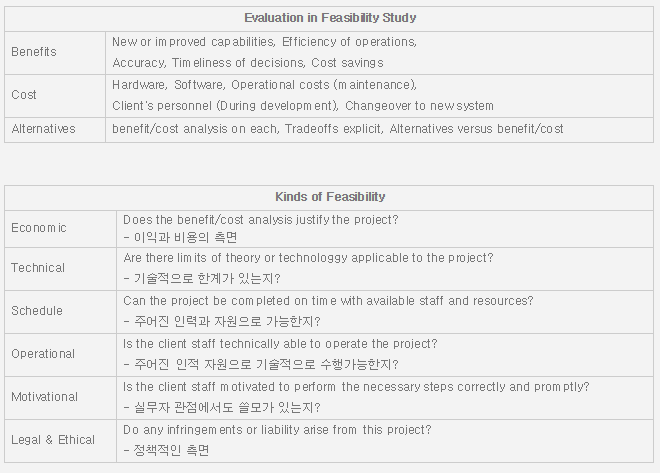 Evaluation in Feasibility Study
Benefits
New or improved capabilities, Efficiency of operations,
Accuracy, Timeliness of decisions, Cost savings
Cost
Hardware, Software, Operational costs (maintenance),
Client's personnel (During development), Changeover to new system
Alternatives
benefit/cost analysis on each, Tradeoffs explicit, Alternatives versus benefit/cost
Kinds of Feasibility
Economic
Does the benefit/cost analysis justify the project?
- 이익과 비용의 측면
Technical
Are there limits of theory or technologgy applicable to the project?
- 기술적으로 한계가 있는지?
Schedule
Can the project be completed on time with available staff and resources?
- 주어진 인력과 자원으로 가능한지?
Operational
Is the client staff technically able to operate the project?
- 주어진 인적 자원으로 기술적으로 수행가능한지?
Motivational
Is the client staff motivated to perform the necessary steps correctly and promptly?
- 실무자 관점에서도 쓸모가 있는지?
Legal & Ethical
Do any infringements or liability arise from this project?
- 정책적인 측면